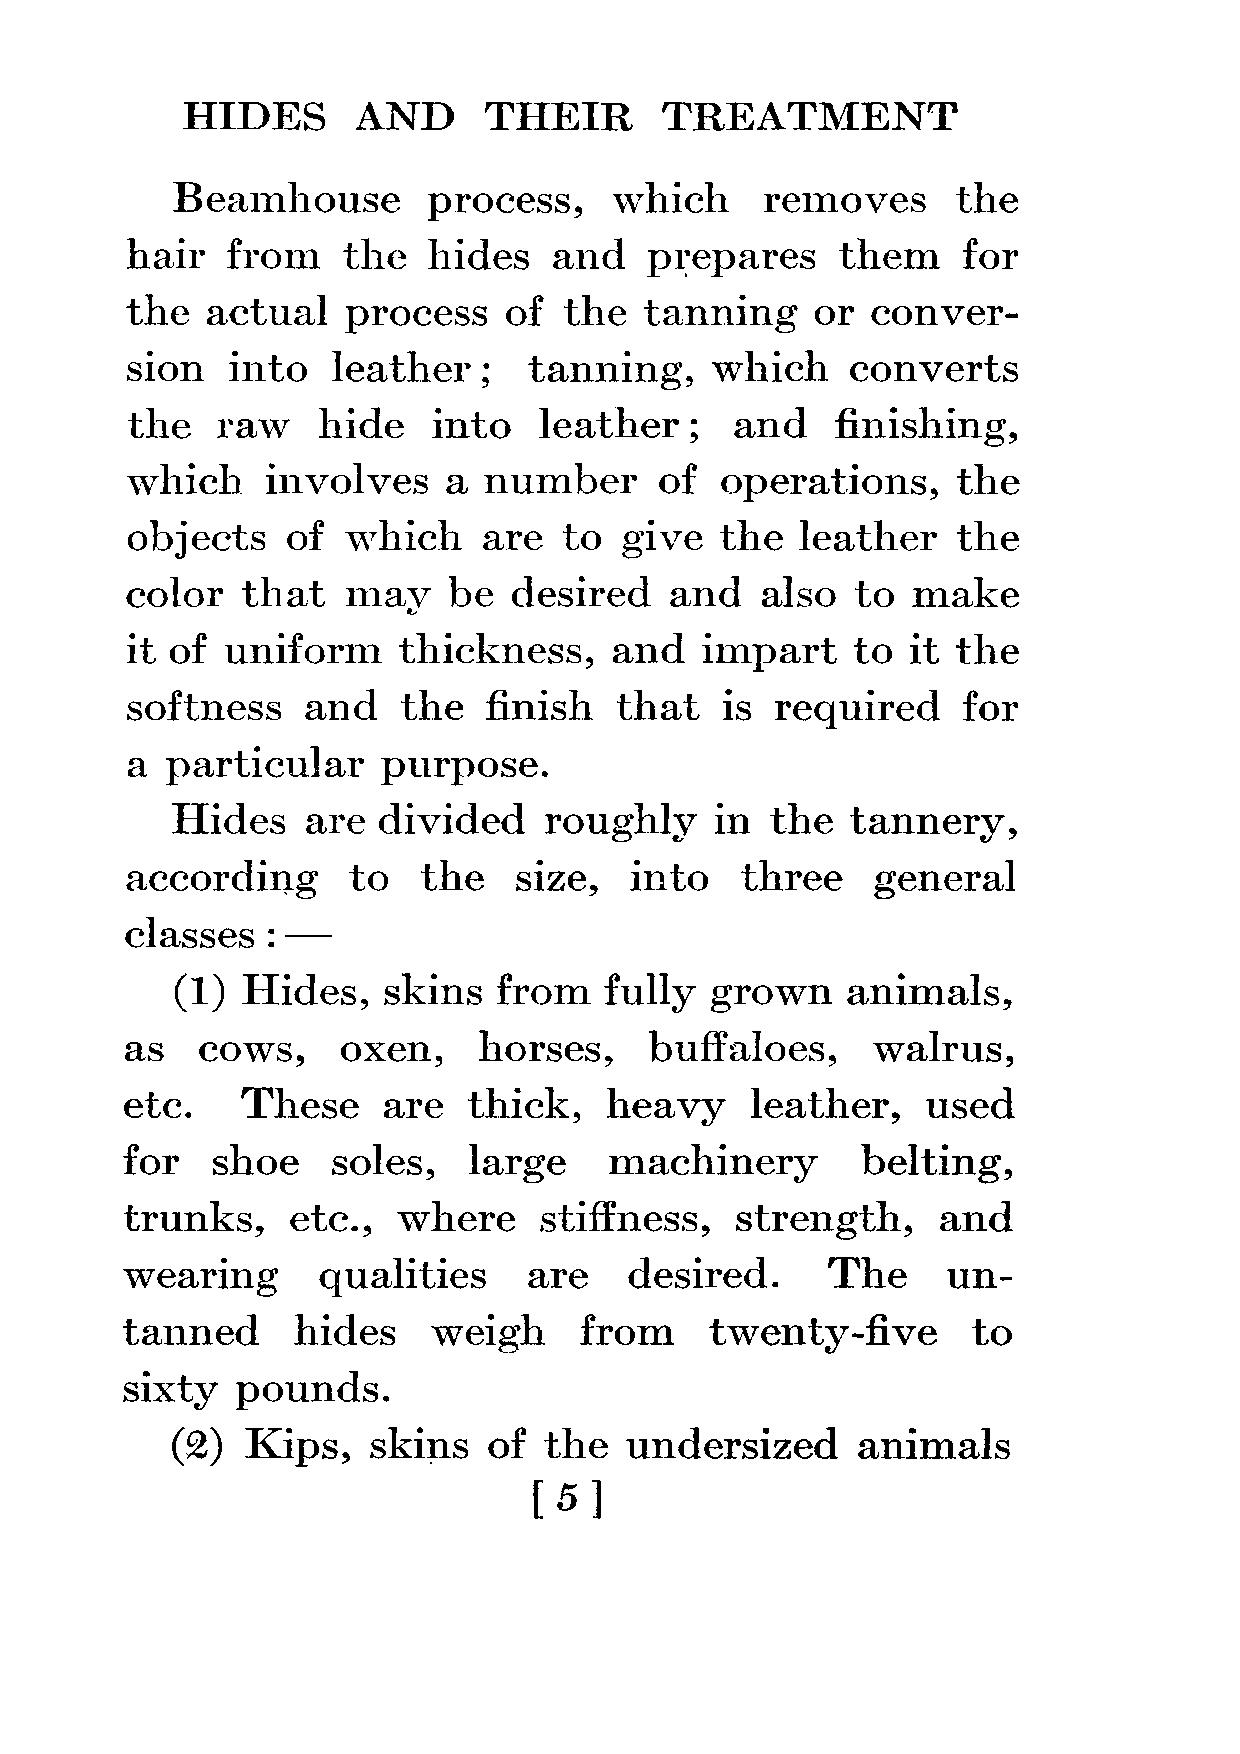 HIDES AND THEIR TREATMENT
Beamhouse process, which removes the
hair from the hides and prepares them for
the actual process of the tanning or conver-
sion into leather; tanning, which converts
the raw hide into leather; and finishing,
which involves a number of operations, the
objects of which are to give the leather the
color that may be desired and also to make
it of uniform thickness, and impart to it the
softness and the finish that is required for
a particular purpose.
Hides are divided roughly in the tannery,
according to the size, into three general
classes:—
(1) Hides, skins from fully grown animals,
as cows, oxen, horses, buffaloes, walrus,
etc. These are thick, heavy leather, used
for shoe soles, large machinery belting,
trunks, etc., where stiffness, strength, and
wearing qualities are desired. The un-
tanned hides weigh from twenty-five to
sixty pounds.
(2) Kips, skins of the undersized animals
[ 5 ]